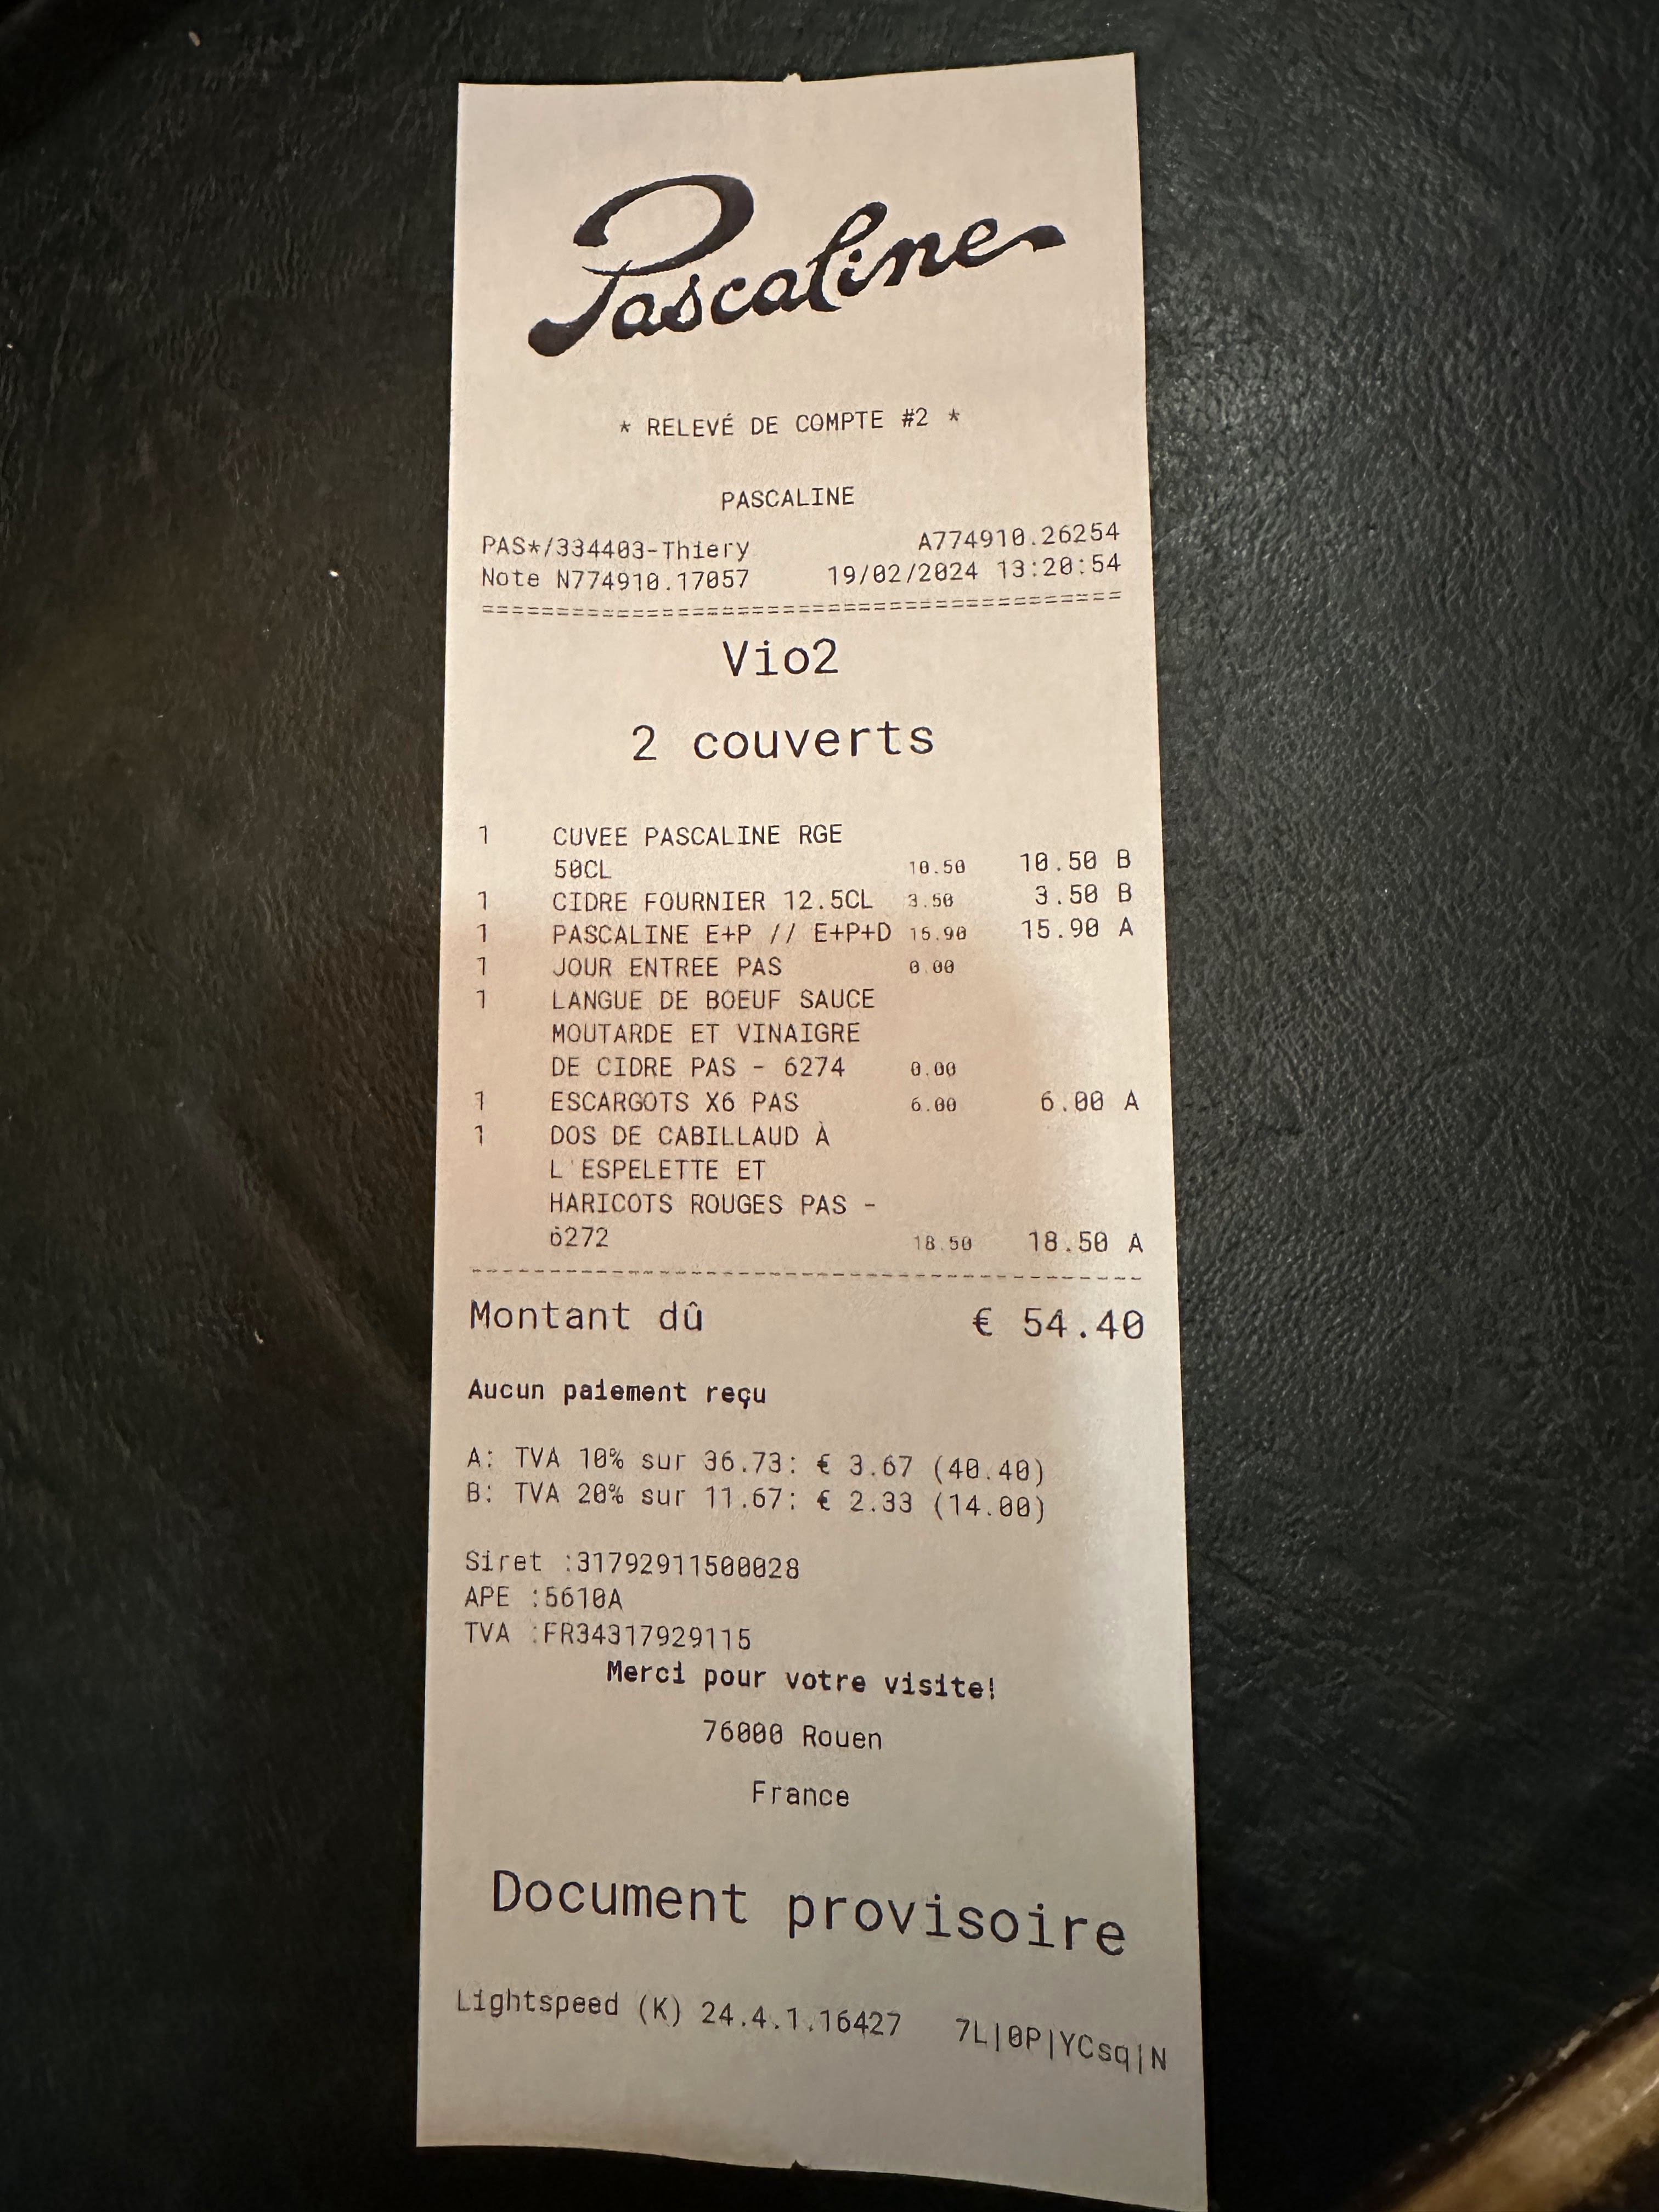 Pascaline
* RELEVÉ DE COMPTE #2 *
PASCALINE
PAS*/334403-Thiery A774910.26254
Note N774910.17057 19/02/2024 13:20:54
==========================================
Vio2
2 couverts
1 CUVEE PASCALINE RGE
50CL 10.50 10.50 B
1 CIDRE FOURNIER 12.5CL 3.50 3.50 B
1 PASCALINE E+P // E+P+D 15.90 15.90 A
1 JOUR ENTREE PAS 0.00
1 LANGUE DE BOEUF SAUCE
MOUTARDE ET VINAIGRE
DE CIDRE PAS - 6274 0.00
1 ESCARGOTS X6 PAS 6.00 6.00 A
1 DOS DE CABILLAUD À
L'ESPELETTE ET
HARICOTS ROUGES PAS -
6272 18.50 18.50 A
------------------------------------------
Montant dû € 54.40
Aucun paiement reçu
A: TVA 10% sur 36.73: € 3.67 (40.40)
B: TVA 20% sur 11.67: € 2.33 (14.00)
Siret :31792911500028
APE :5610A
TVA :FR34317929115
Merci pour votre visite!
76000 Rouen
France
Document provisoire
Lightspeed (K) 24.4.1.16427 7L|0P|YCsq|N